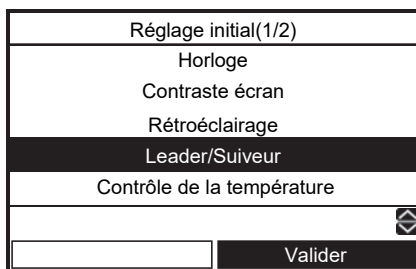 Réglage initial(1/2)
Horloge
Contraste écran
Rétroéclairage
Leader/Suiveur
Contrôle de la température
Valider